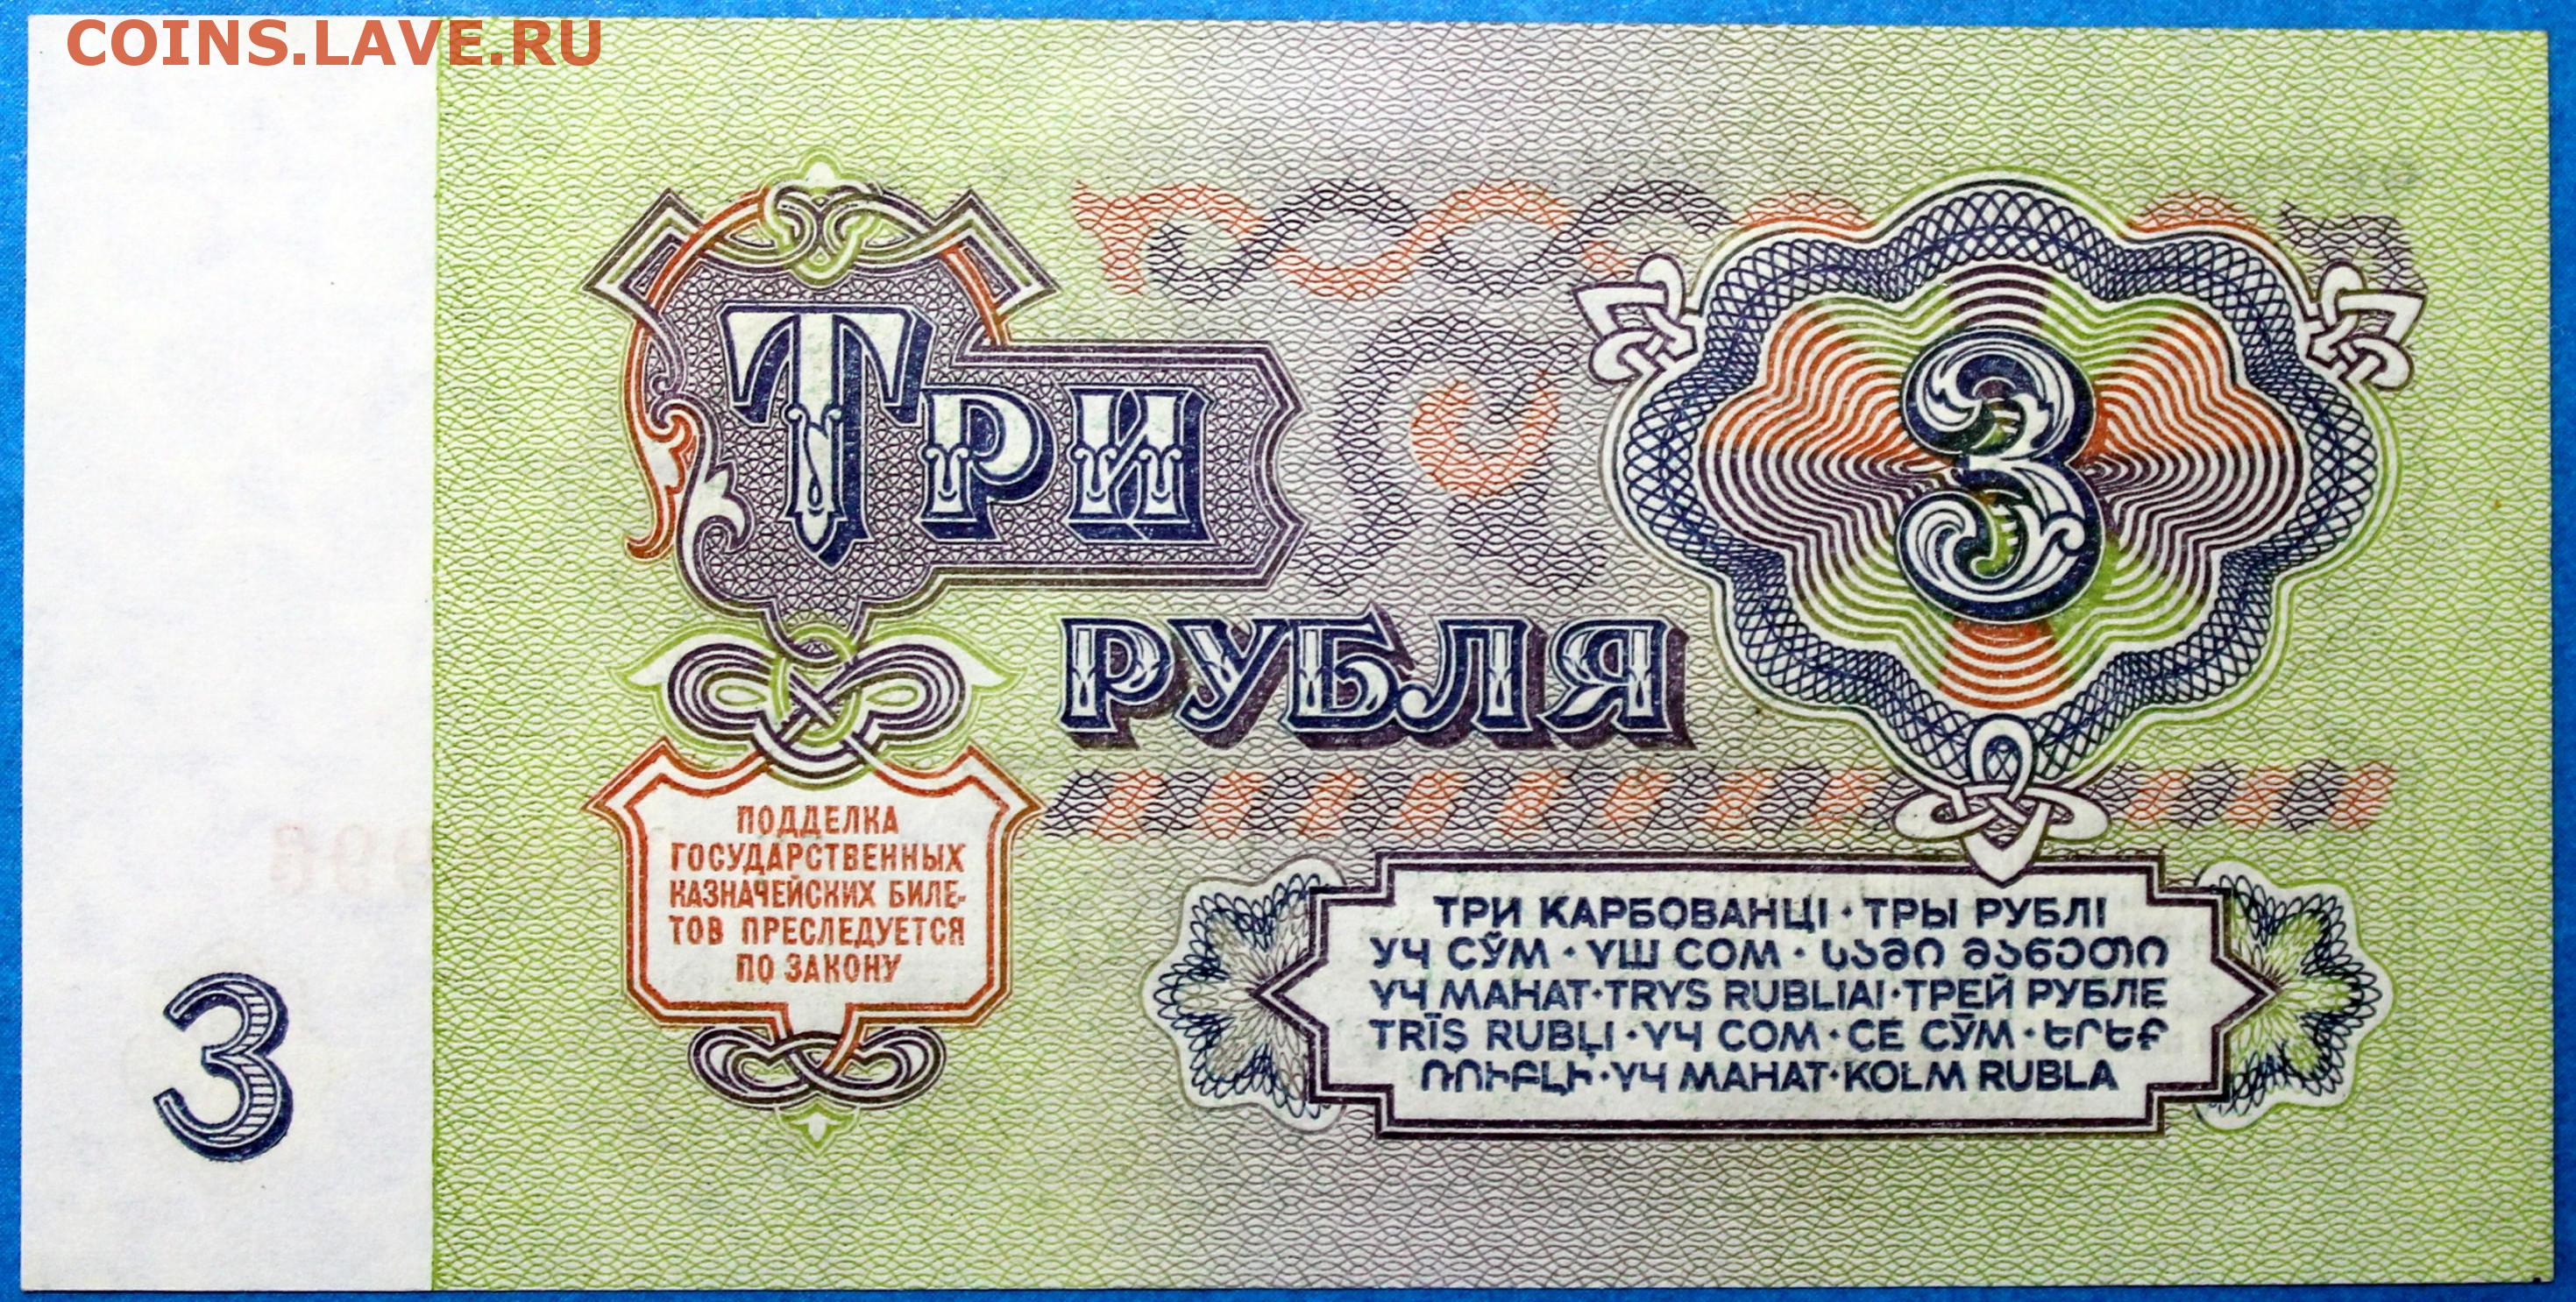 COINS.LAVE.RU
ТРИ
РУБЛЯ
3
ПОДДЕЛКА
ГОСУДАРСТВЕННЫХ
КАЗНАЧЕЙСКИХ БИЛЕ-
ТОВ ПРЕСЛЕДУЕТСЯ
ПО ЗАКОНУ
3
ТРИ КАРБОВАНЦІ · ТРЫ РУБЛІ
УЧ СЎМ · ҮШ СОМ · ᲡᲐᲛᲘ ᲛᲐᲜᲔᲗᲘ
ҮЧ МАНАТ · TRYS RUBLIAI · ТРЕЙ РУБЛЕ
TRĪS RUBĻI · ҮЧ СОМ · СЕ СӮМ · ԵՐԵՔ
ՌՈՒԲԼԻ · ҮЧ МАНАТ · KOLM RUBLA